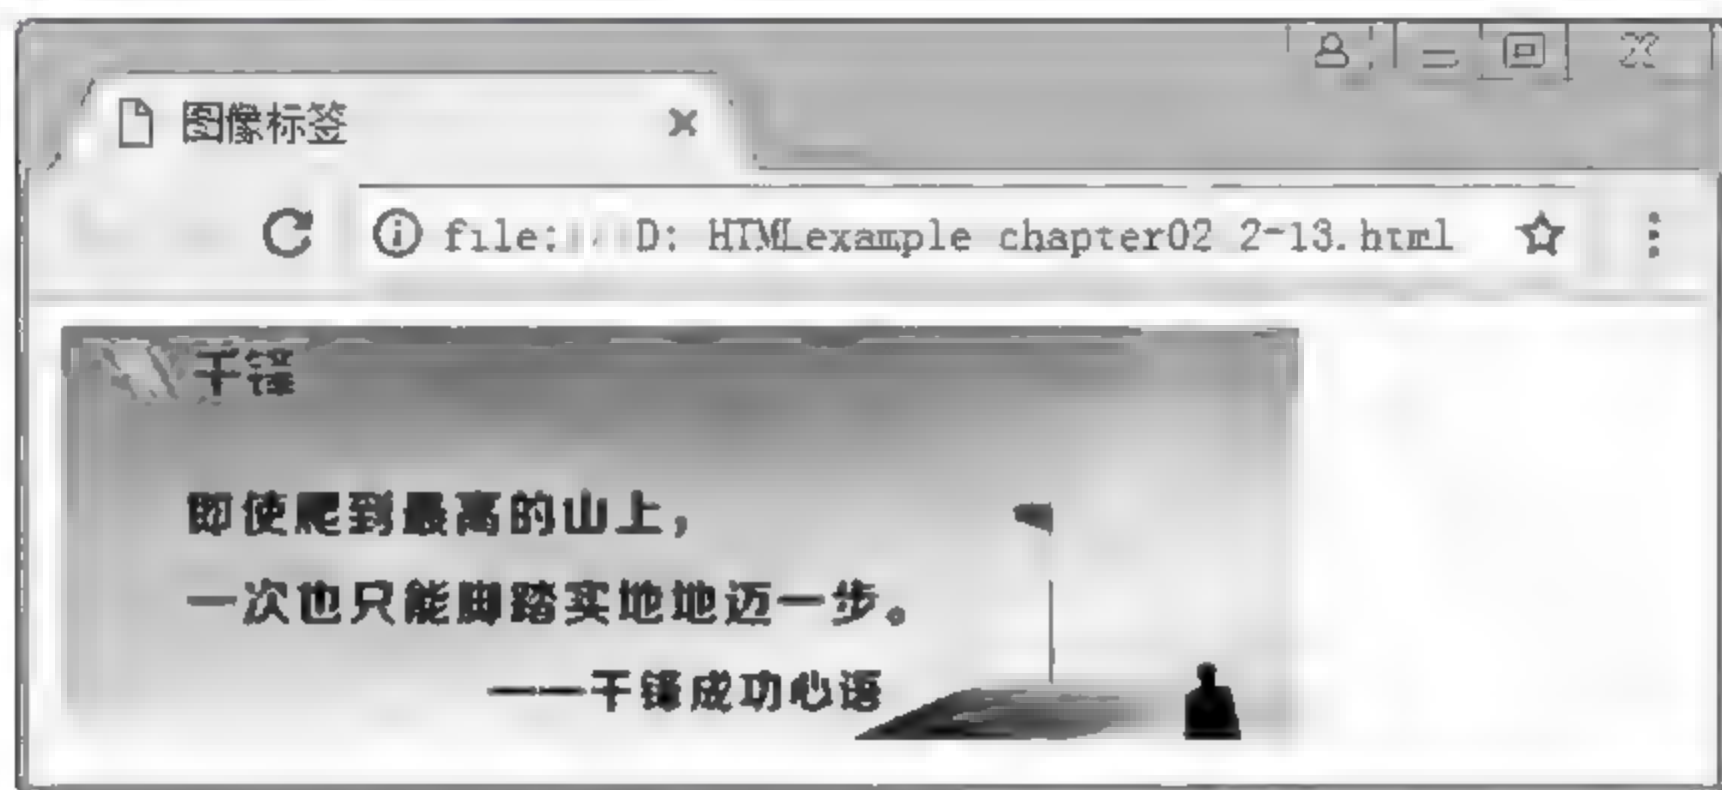 图像标签
file: D: HTMLexample chapter02 2-13.html
千锋
即使爬到最高的山上，
一次也只能脚踏实地地迈一步。
——千锋成功心语